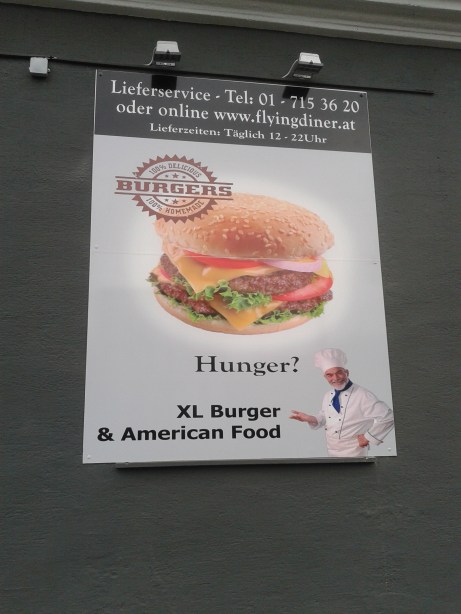 Lieferservice - Tel: 01 - 715 36 20
oder online www.flyingdiner.at
Lieferzeiten: Täglich 12 - 22Uhr
100% DELICIOUS
BURGERS
100% HOMEMADE
Hunger?
XL Burger
& American Food